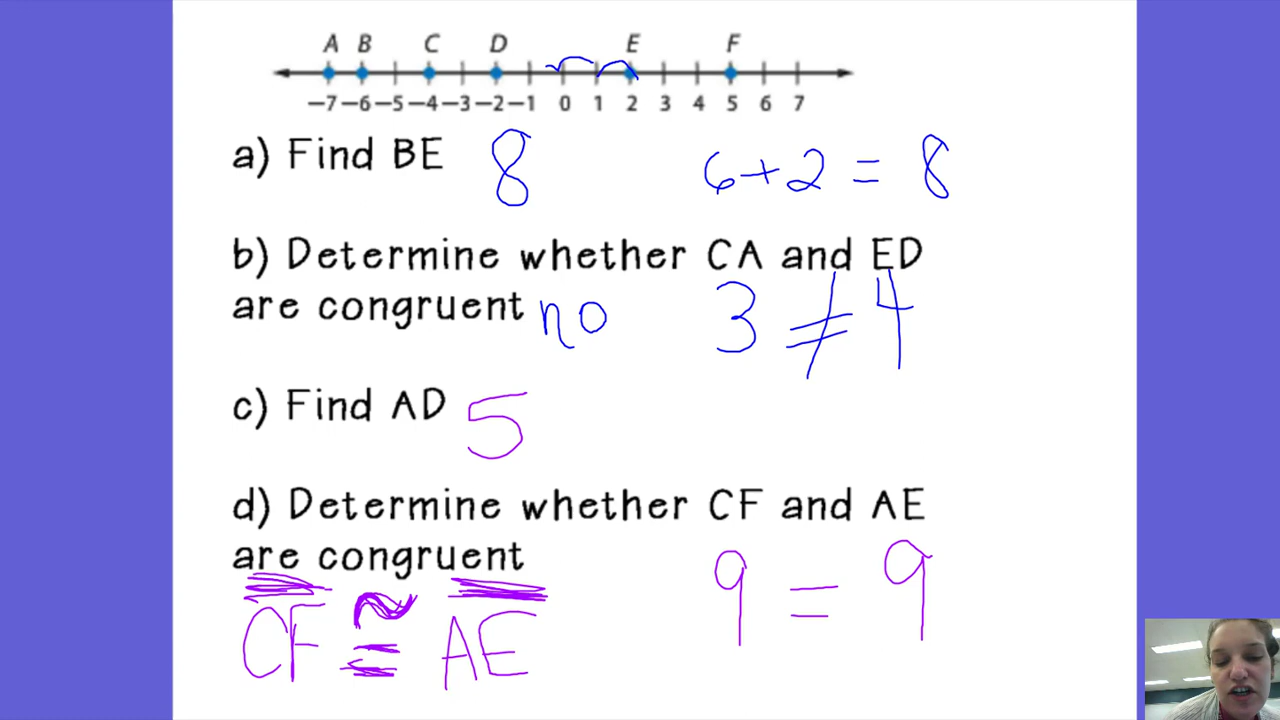 A B C D E F
−7 −6 −5 −4 −3 −2 −1 0 1 2 3 4 5 6 7
a) Find BE 8 6+2=8
b) Determine whether CA and ED
are congruent no 3 ≠ 4
c) Find AD 5
d) Determine whether CF and AE
are congruent 9 = 9
CF ≅ AE